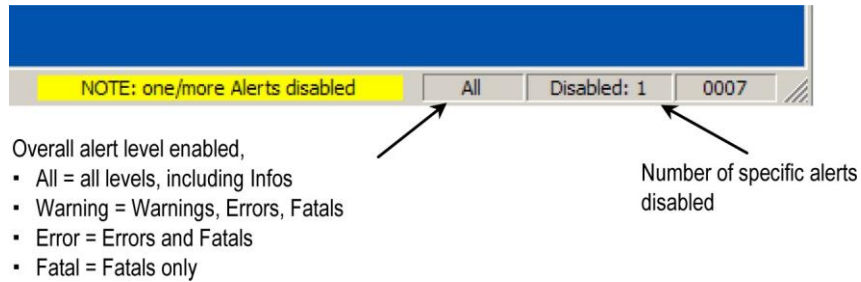 NOTE: one/more Alerts disabled All Disabled: 1 0007
Overall alert level enabled,
▪ All = all levels, including Infos
▪ Warning = Warnings, Errors, Fatals
▪ Error = Errors and Fatals
▪ Fatal = Fatals only
Number of specific alerts
disabled